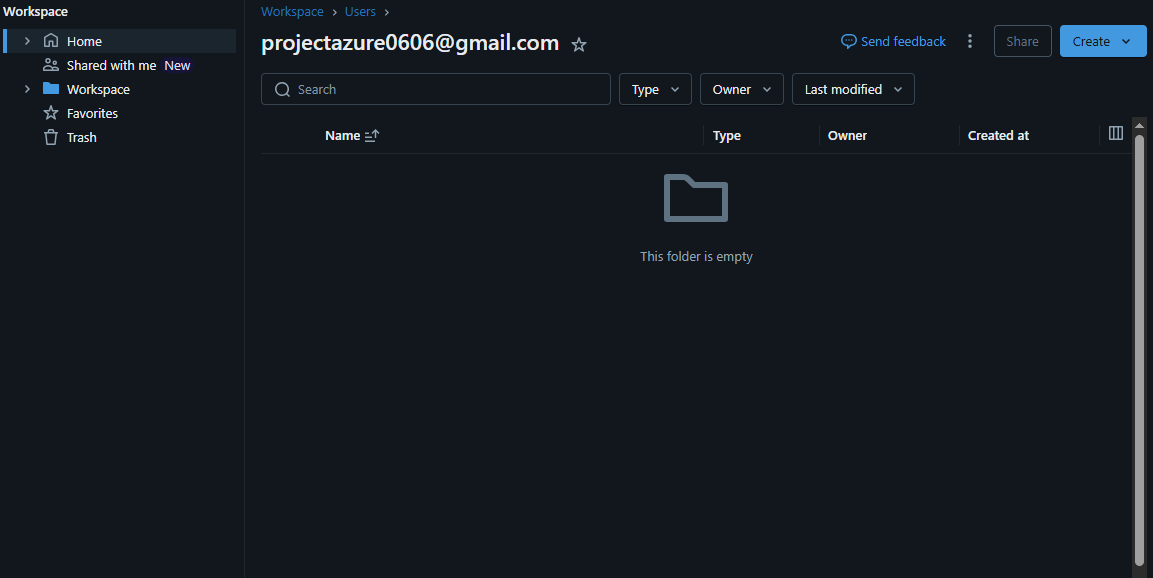 Workspace
Home
Shared with me New
Workspace
Favorites
Trash
Workspace > Users >
projectazure0606@gmail.com
Send feedback
Share
Create
Search
Type
Owner
Last modified
Name Type Owner Created at
This folder is empty